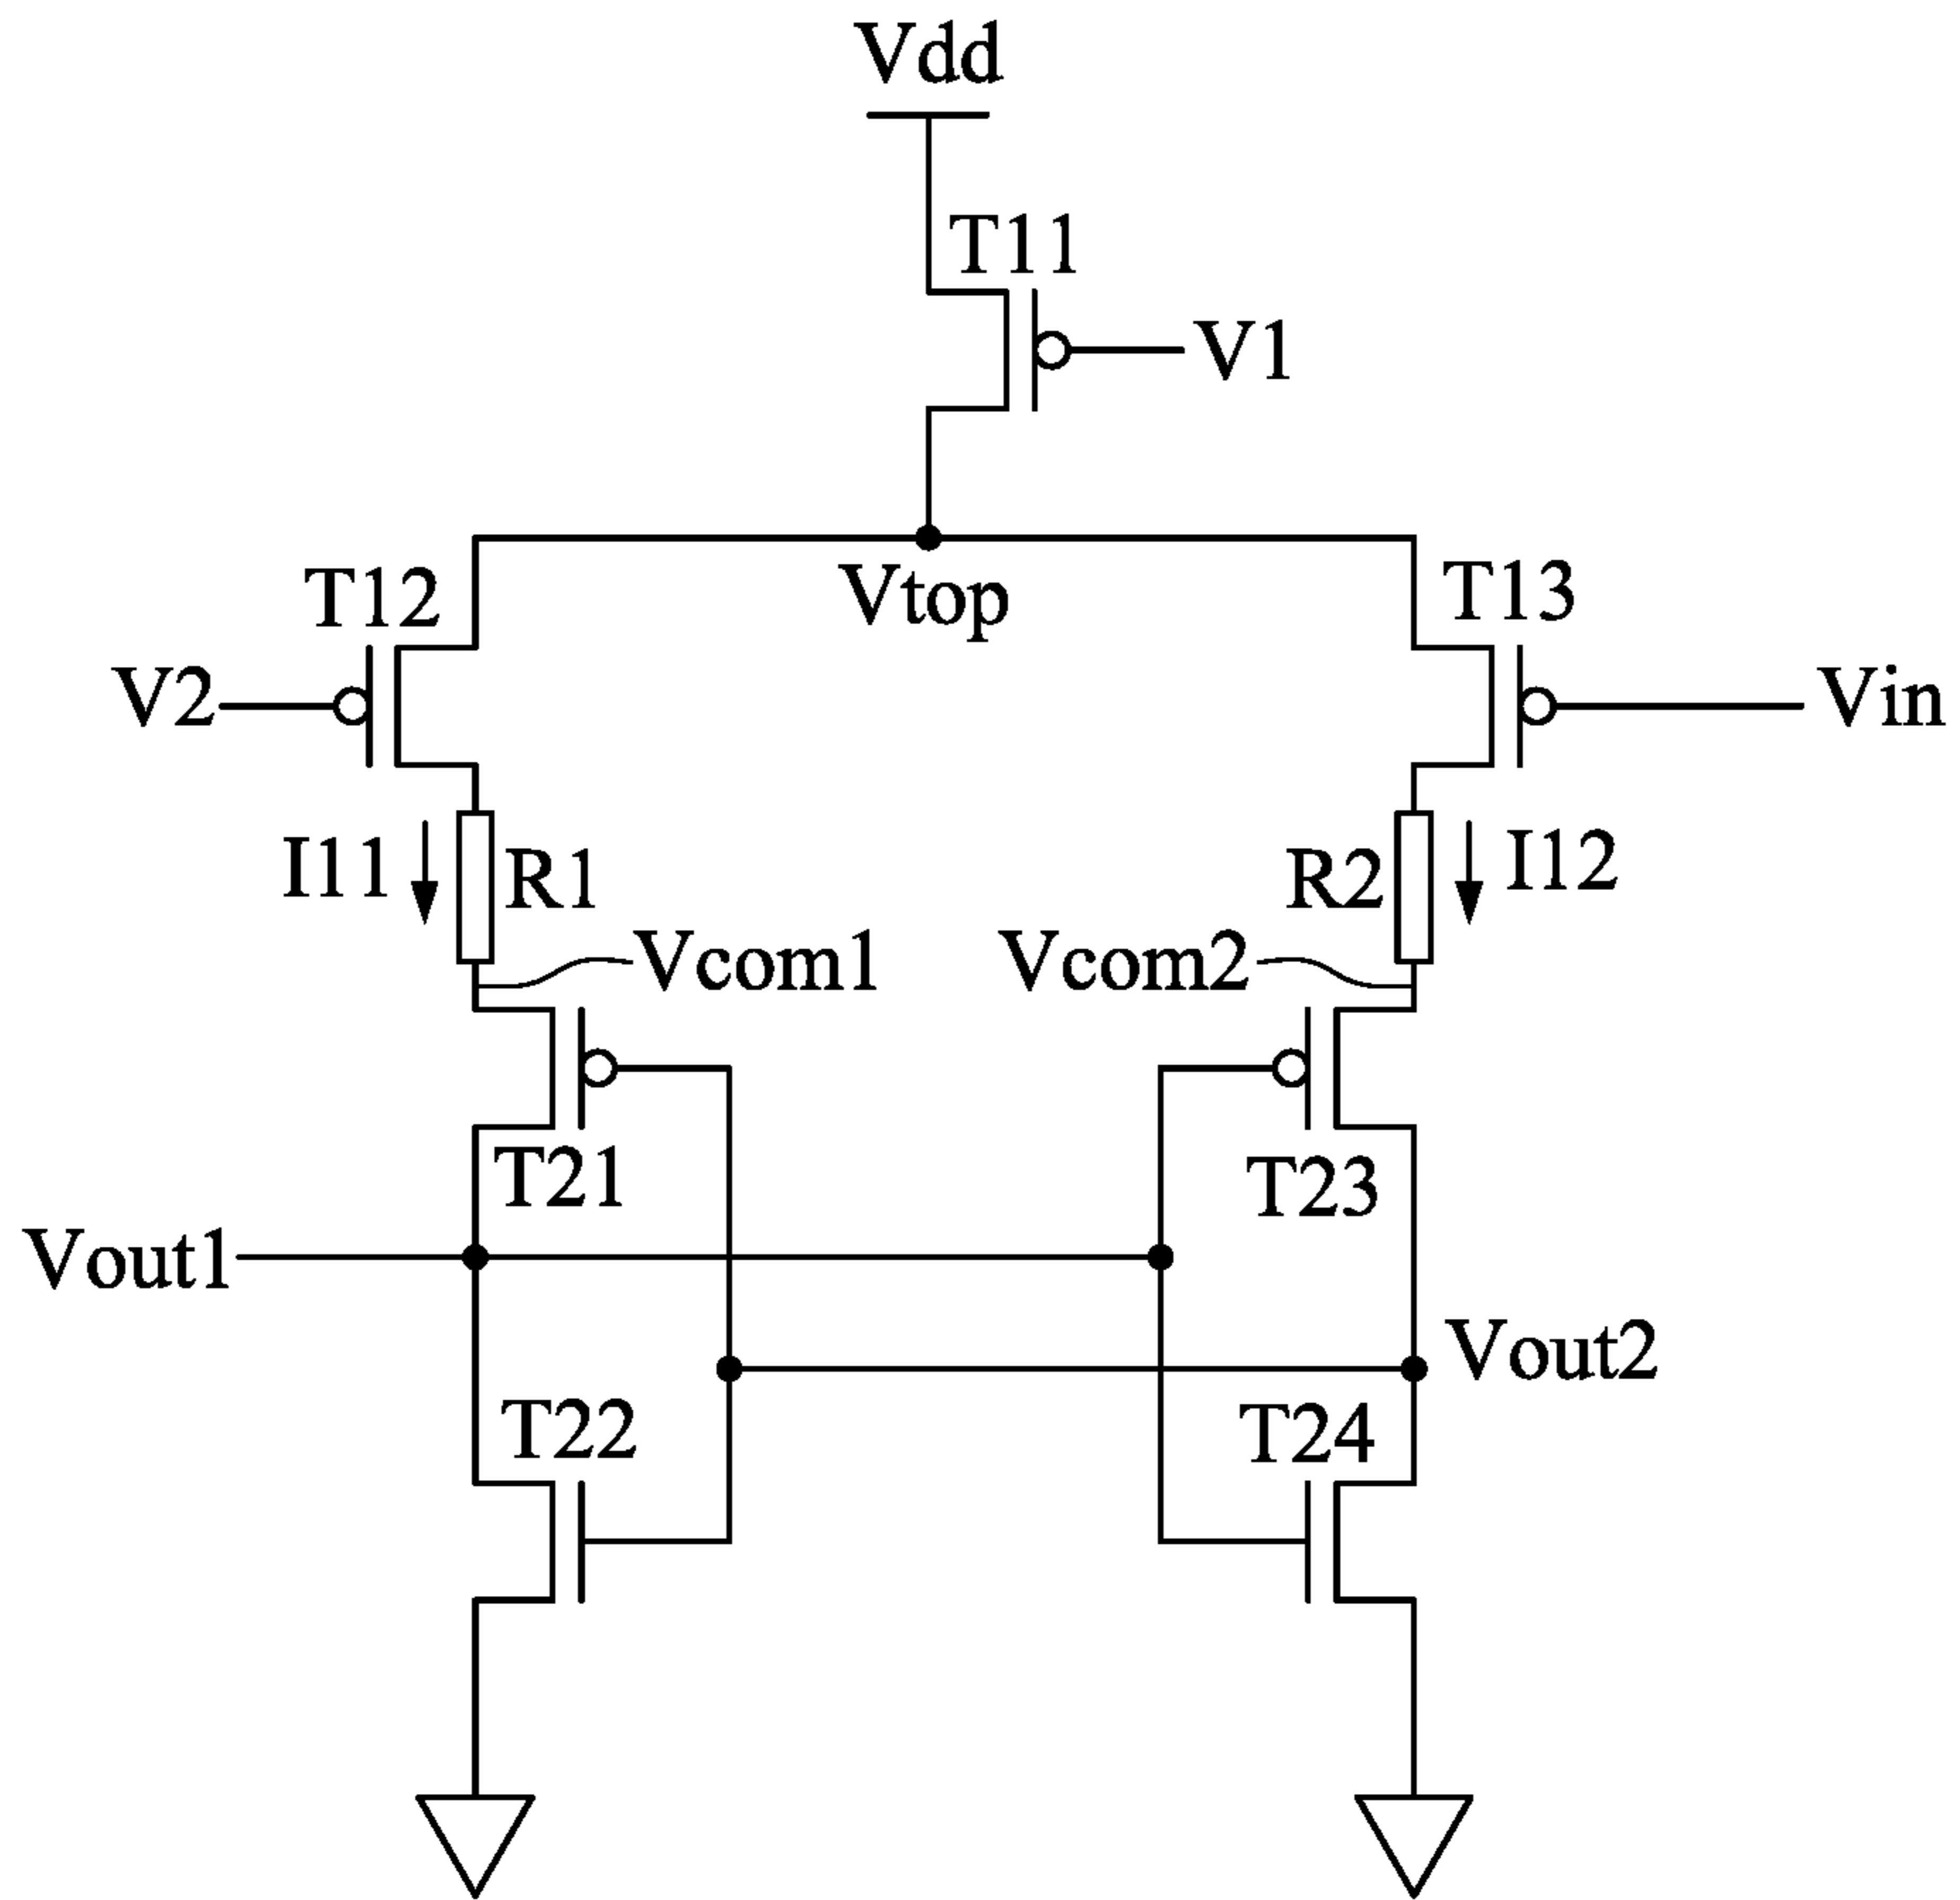 Vdd
T11
V1
Vtop
T12
T13
V2
Vin
I11
R1
R2
I12
Vcom1
Vcom2
T21
T23
Vout1
Vout2
T22
T24